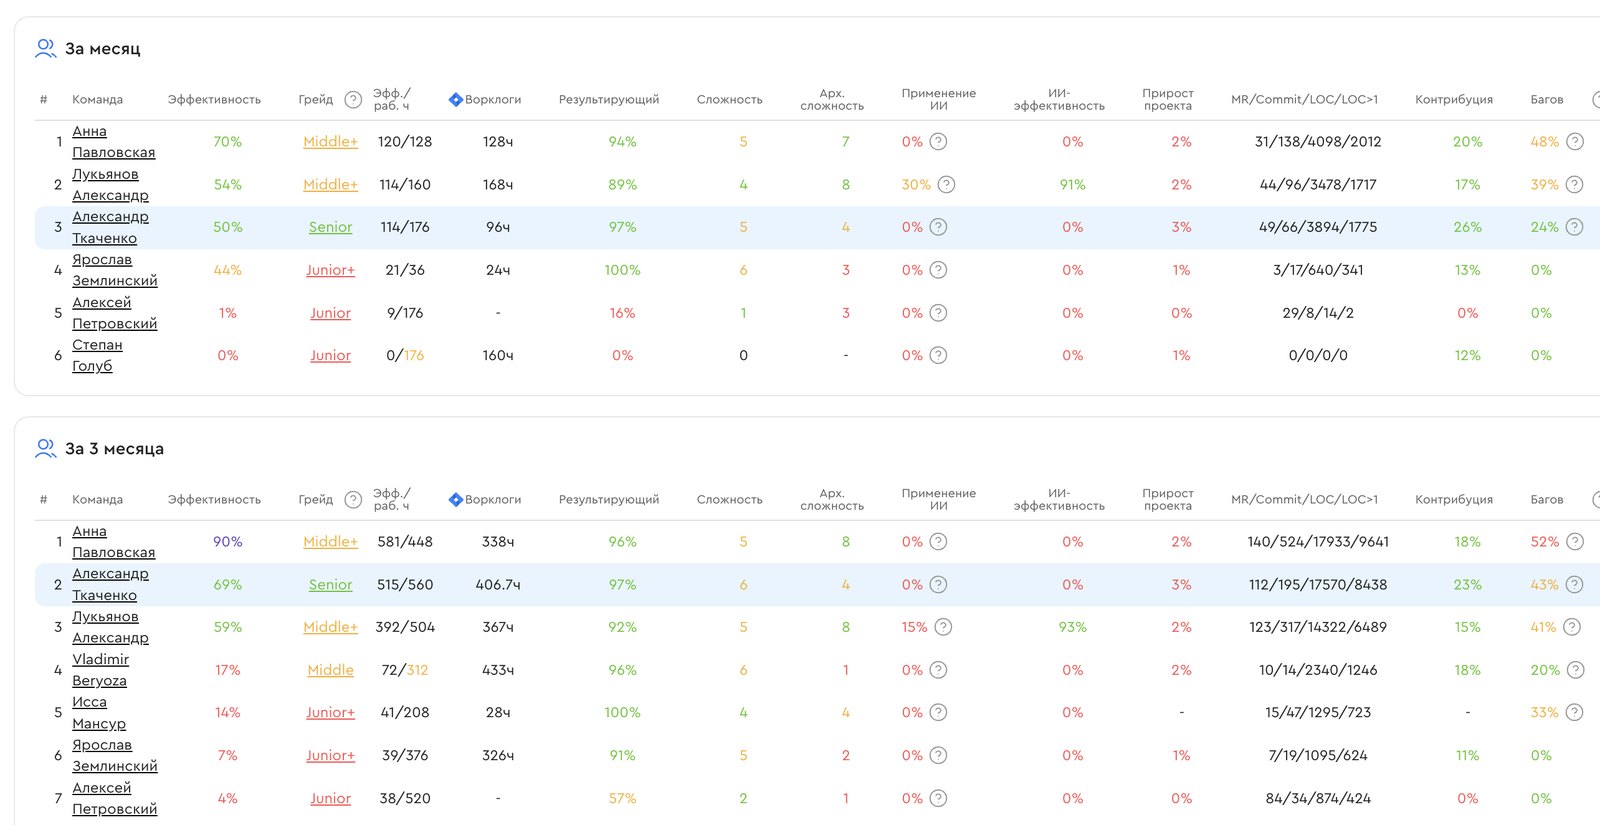 За месяц
# Команда Эффективность Грейд ? Эфф./раб. ч Ворклоги Результирующий Сложность Арх. сложность Применение ИИ ИИ-эффективность Прирост проекта MR/Commit/LOC/LOC>1 Контрибуция Багов ?
1 Анна Павловская 70% Middle+ 120/128 128ч 94% 5 7 0% ? 0% 2% 31/138/4098/2012 20% 48% ?
2 Лукьянов Александр 54% Middle+ 114/160 168ч 89% 4 8 30% ? 91% 2% 44/96/3478/1717 17% 39% ?
3 Александр Ткаченко 50% Senior 114/176 96ч 97% 5 4 0% ? 0% 3% 49/66/3894/1775 26% 24% ?
4 Ярослав Землинский 44% Junior+ 21/36 24ч 100% 6 3 0% ? 0% 1% 3/17/640/341 13% 0%
5 Алексей Петровский 1% Junior 9/176 - 16% 1 3 0% ? 0% 0% 29/8/14/2 0% 0%
6 Степан Голуб 0% Junior 0/176 160ч 0% 0 - 0% ? 0% 1% 0/0/0/0 12% 0%
За 3 месяца
# Команда Эффективность Грейд ? Эфф./раб. ч Ворклоги Результирующий Сложность Арх. сложность Применение ИИ ИИ-эффективность Прирост проекта MR/Commit/LOC/LOC>1 Контрибуция Багов ?
1 Анна Павловская 90% Middle+ 581/448 338ч 96% 5 8 0% ? 0% 2% 140/524/17933/9641 18% 52% ?
2 Александр Ткаченко 69% Senior 515/560 406.7ч 97% 6 4 0% ? 0% 3% 112/195/17570/8438 23% 43% ?
3 Лукьянов Александр 59% Middle+ 392/504 367ч 92% 5 8 15% ? 93% 2% 123/317/14322/6489 15% 41% ?
4 Vladimir Beryoza 17% Middle 72/312 433ч 96% 6 1 0% ? 0% 2% 10/14/2340/1246 18% 20% ?
5 Исса Мансур 14% Junior+ 41/208 28ч 100% 4 4 0% ? 0% - 15/47/1295/723 - 33% ?
6 Ярослав Землинский 7% Junior+ 39/376 326ч 91% 5 2 0% ? 0% 1% 7/19/1095/624 11% 0%
7 Алексей Петровский 4% Junior 38/520 - 57% 2 1 0% ? 0% 0% 84/34/874/424 0% 0%